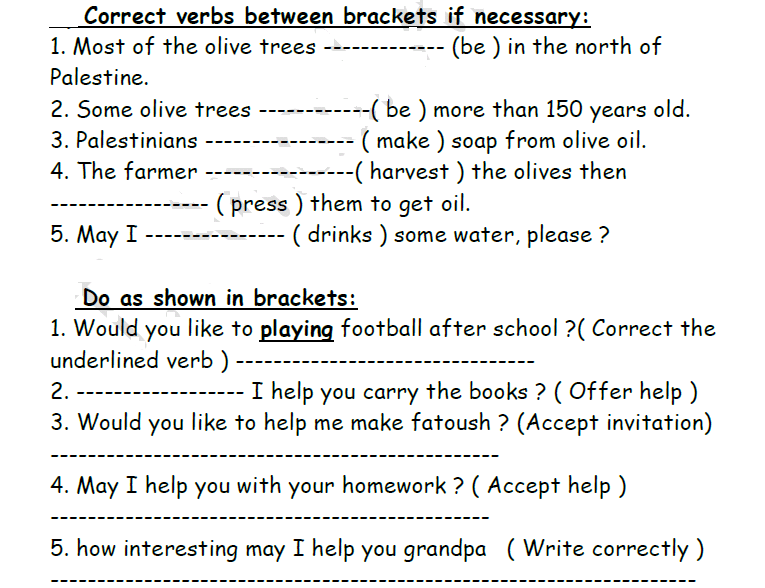 Correct verbs between brackets if necessary:
1. Most of the olive trees ------------- (be ) in the north of
Palestine.
2. Some olive trees ------------( be ) more than 150 years old.
3. Palestinians ---------------- ( make ) soap from olive oil.
4. The farmer ----------------( harvest ) the olives then
----------------- ( press ) them to get oil.
5. May I --------------- ( drinks ) some water, please ?
Do as shown in brackets:
1. Would you like to playing football after school ?( Correct the
underlined verb ) --------------------------------
2. ------------------ I help you carry the books ? ( Offer help )
3. Would you like to help me make fatoush ? (Accept invitation)
------------------------------------------------
4. May I help you with your homework ? ( Accept help )
-----------------------------------------------
5. how interesting may I help you grandpa ( Write correctly )
---------------------------------------------------------------------